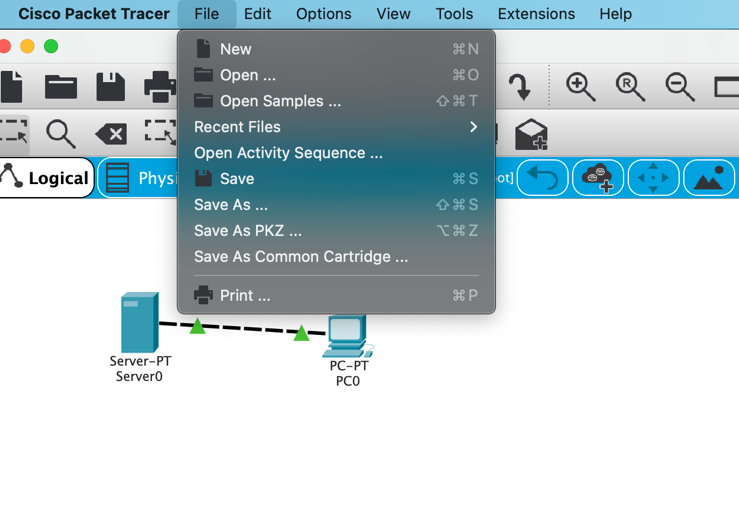 Cisco Packet Tracer File Edit Options View Tools Extensions Help
New ⌘N
Open ... ⌘O
Open Samples ... ⇧⌘T
Recent Files
Open Activity Sequence ...
Save ⌘S
Save As ... ⇧⌘S
Save As PKZ ... ⌥⌘Z
Save As Common Cartridge ...
Print ... ⌘P
R
Logical
Physi
ot]
Server-PT
Server0
PC-PT
PC0